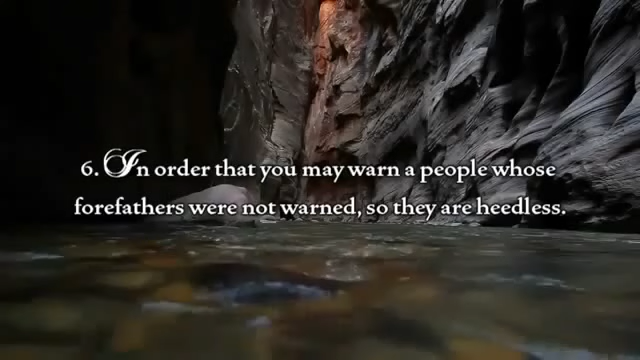 6. In order that you may warn a people whose
forefathers were not warned, so they are heedless.